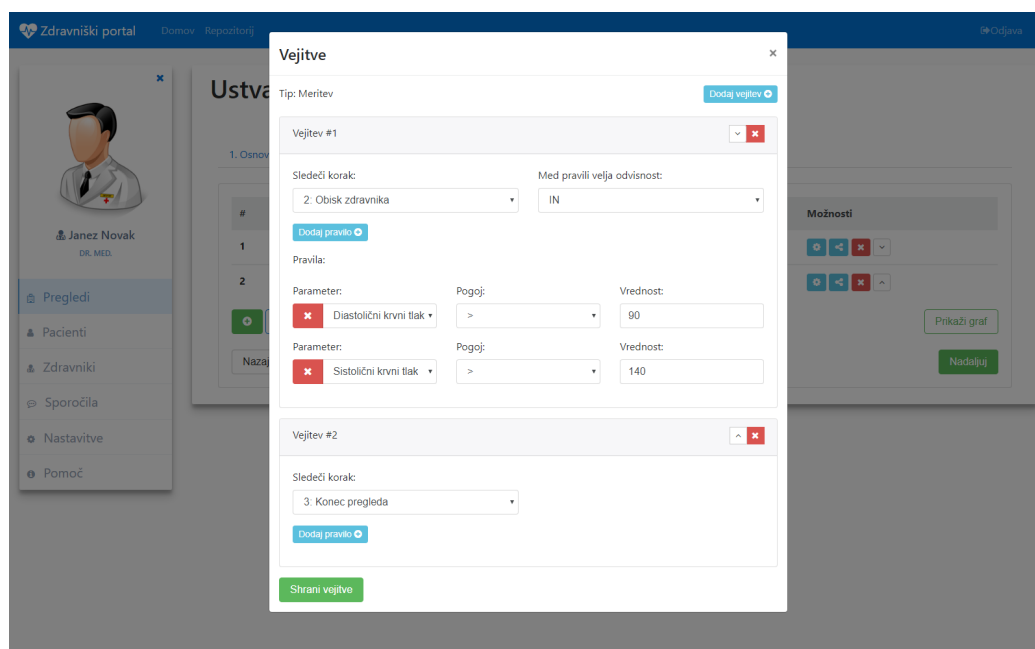 Zdravniški portal Domov Repozitorij Odjava
Vejitve ×
Ustva
Tip: Meritev Dodaj vejitev
Vejitev #1
1. Osnov
Sledeči korak: Med pravili velja odvisnost:
2: Obisk zdravnika IN
# Možnosti
Dodaj pravilo
Janez Novak
DR. MED.
1
Pravila:
2
Parameter: Pogoj: Vrednost:
Pregledi
Diastolični krvni tlak > 90
Prikaži graf
Pacienti
Parameter: Pogoj: Vrednost:
Nazaj
Sistolični krvni tlak > 140
Nadaljuj
Zdravniki
Sporočila
Vejitev #2
Nastavitve
Pomoč
Sledeči korak:
3: Konec pregleda
Dodaj pravilo
Shrani vejitve